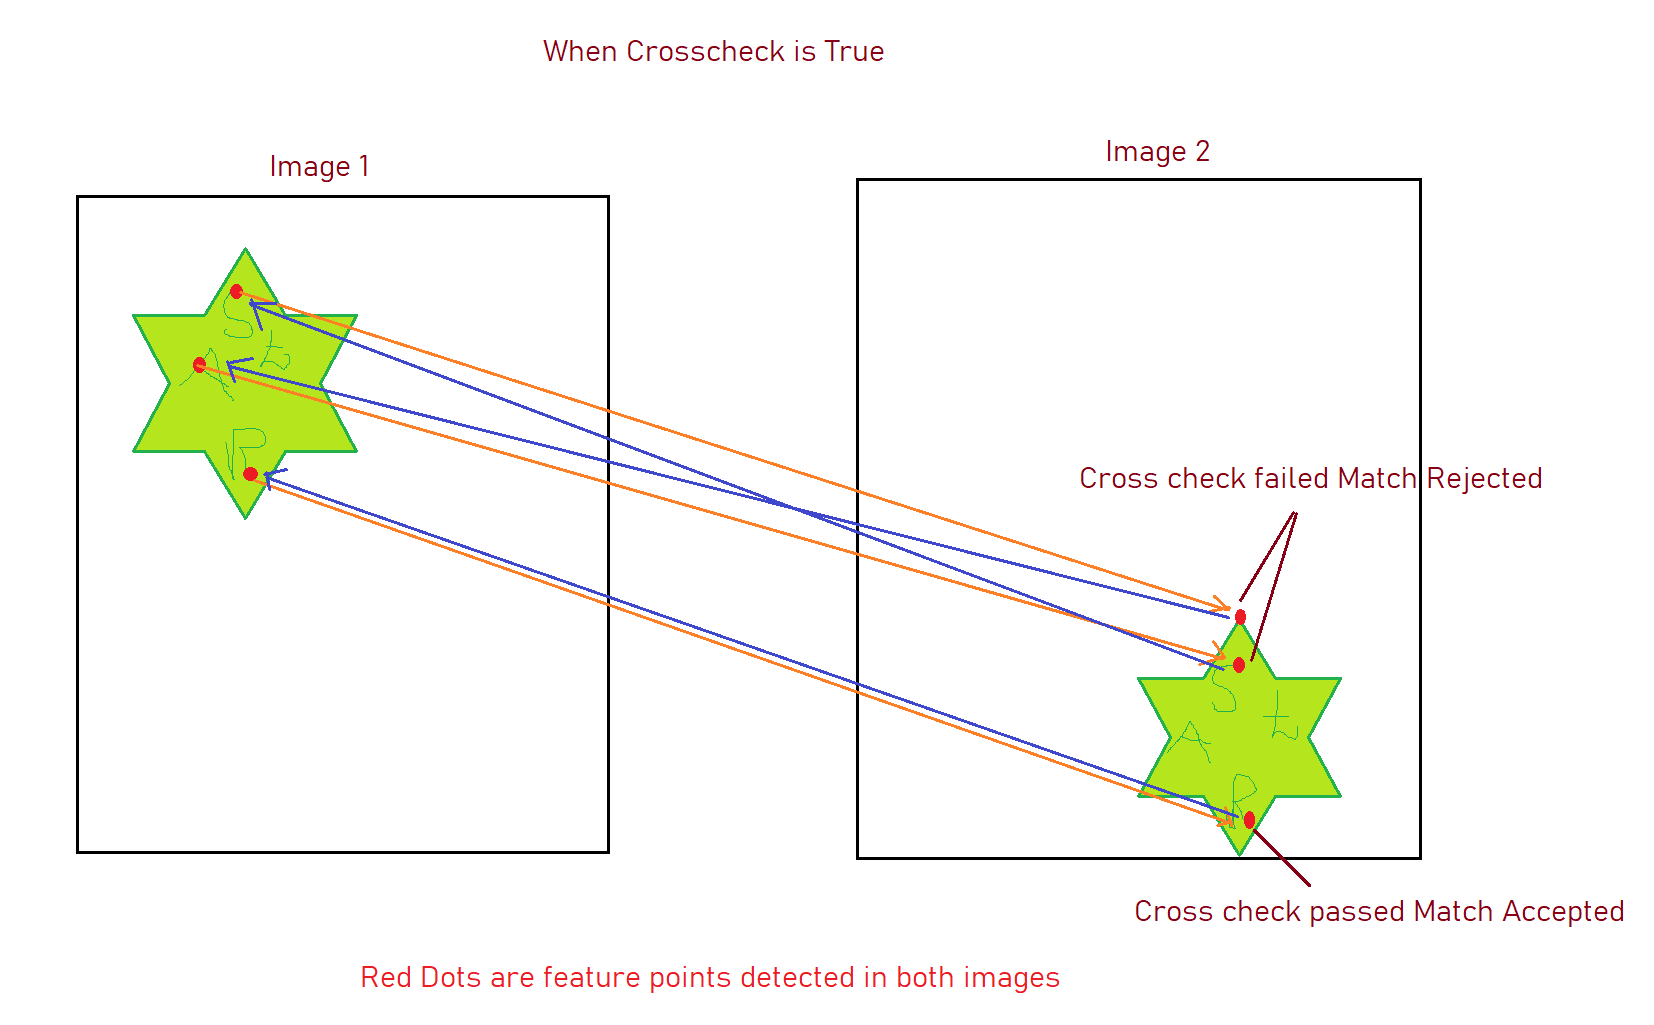 When Crosscheck is True
Image 1
Image 2
S
t
A
R
Cross check failed Match Rejected
S
t
A
R
Cross check passed Match Accepted
Red Dots are feature points detected in both images